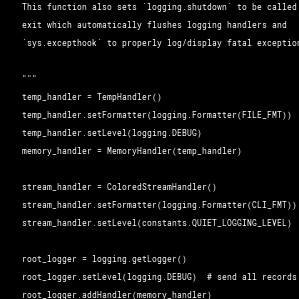 This function also sets `logging.shutdown` to be called
exit which automatically flushes logging handlers and
`sys.excepthook` to properly log/display fatal exception
"""
temp_handler = TempHandler()
temp_handler.setFormatter(logging.Formatter(FILE_FMT))
temp_handler.setLevel(logging.DEBUG)
memory_handler = MemoryHandler(temp_handler)
stream_handler = ColoredStreamHandler()
stream_handler.setFormatter(logging.Formatter(CLI_FMT))
stream_handler.setLevel(constants.QUIET_LOGGING_LEVEL)
root_logger = logging.getLogger()
root_logger.setLevel(logging.DEBUG)  # send all records
root_logger.addHandler(memory_handler)